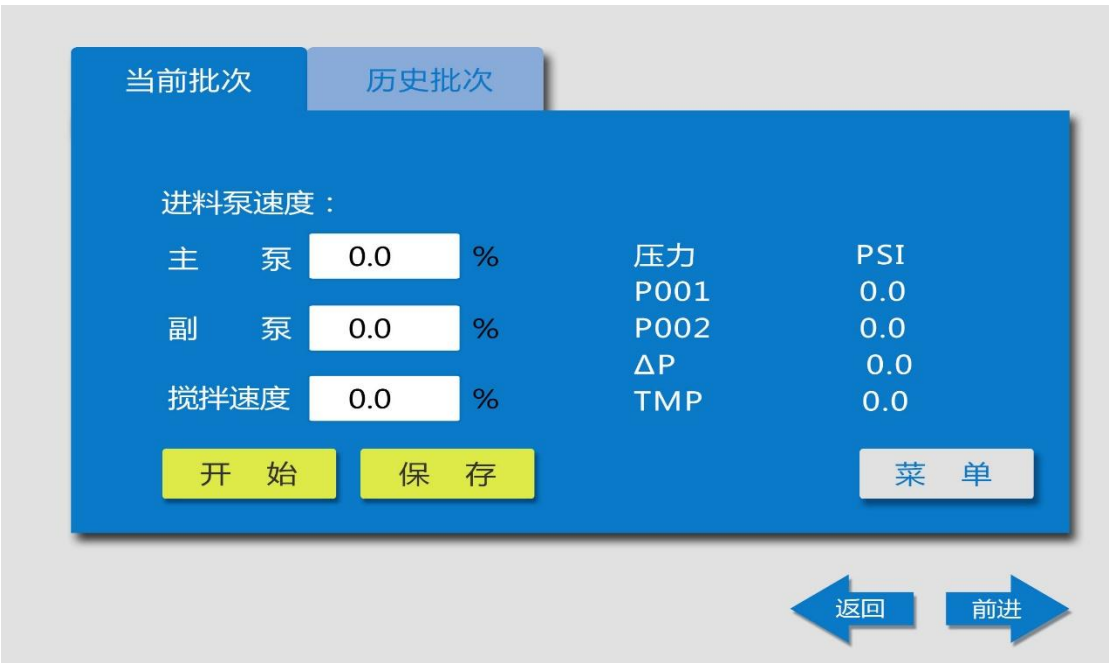 当前批次 历史批次
进料泵速度：
主 泵 0.0 % 压力 PSI
P001 0.0
副 泵 0.0 % P002 0.0
ΔP 0.0
搅拌速度 0.0 % TMP 0.0
开 始 保 存 菜 单
返回 前进